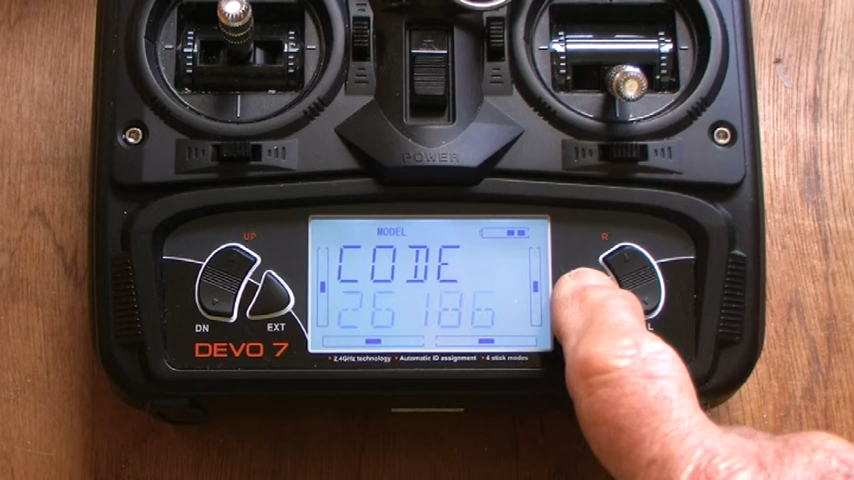 POWER
UP
MODEL
R
CODE
26186
DN
EXT
L
DEVO 7
• 2.4GHz technology • Automatic ID assignment • 4 stick modes